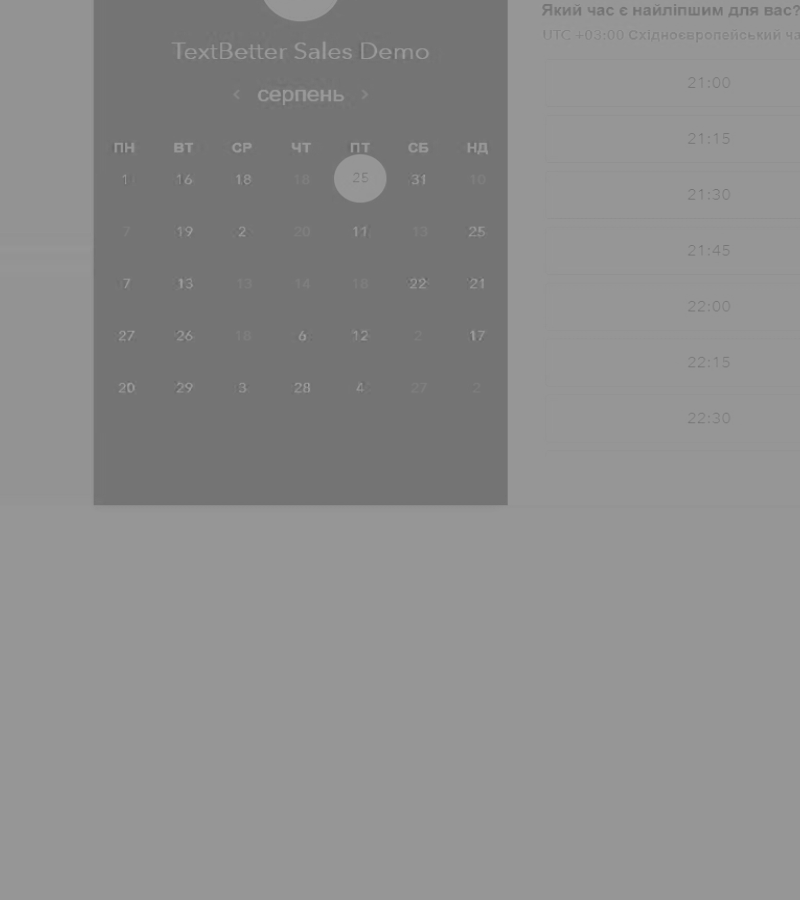 TextBetter Sales Demo
‹ серпень ›
ПН ВТ СР ЧТ ПТ СБ НД
1 16 18 18 25 31 10
7 19 2 20 11 13 25
7 13 13 14 18 22 21
27 26 18 6 12 2 17
20 29 3 28 4 27 2
Який час є найліпшим для вас?
UTC +03:00 Східноєвропейський
21:00
21:15
21:30
21:45
22:00
22:15
22:30